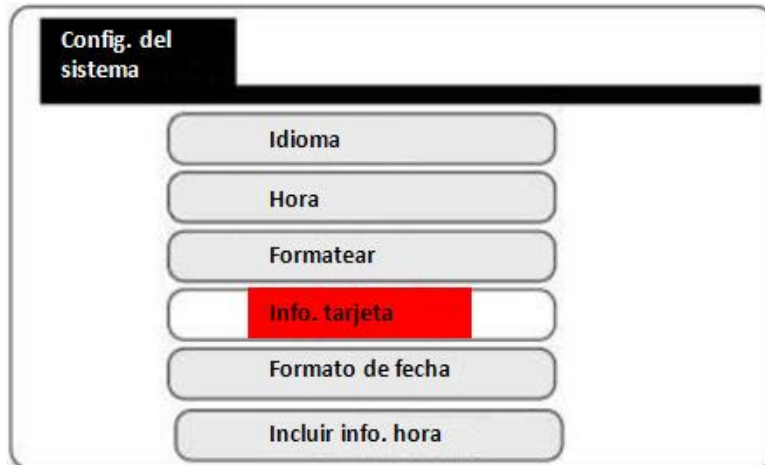 Config. del
sistema
Idioma
Hora
Formatear
Info. tarjeta
Formato de fecha
Incluir info. hora